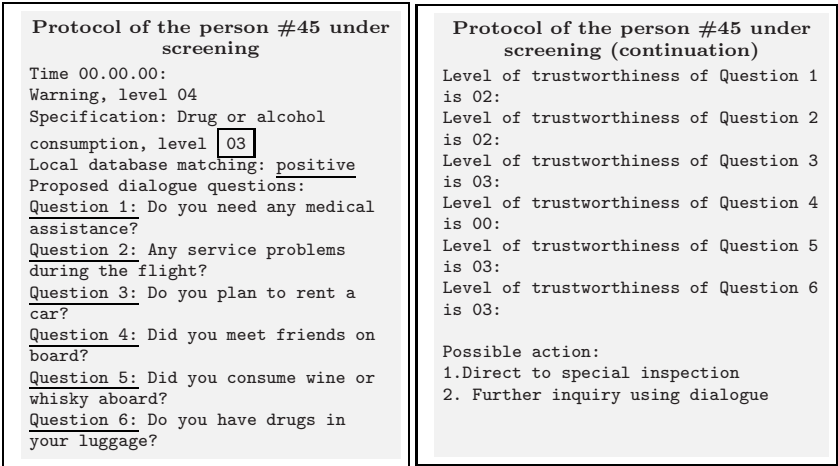 Protocol of the person #45 under
screening
Time 00.00.00:
Warning, level 04
Specification: Drug or alcohol
consumption, level 03
Local database matching: positive
Proposed dialogue questions:
Question 1: Do you need any medical
assistance?
Question 2: Any service problems
during the flight?
Question 3: Do you plan to rent a
car?
Question 4: Did you meet friends on
board?
Question 5: Did you consume wine or
whisky aboard?
Question 6: Do you have drugs in
your luggage?
Protocol of the person #45 under
screening (continuation)
Level of trustworthiness of Question 1
is 02:
Level of trustworthiness of Question 2
is 02:
Level of trustworthiness of Question 3
is 03:
Level of trustworthiness of Question 4
is 00:
Level of trustworthiness of Question 5
is 03:
Level of trustworthiness of Question 6
is 03:
Possible action:
1.Direct to special inspection
2. Further inquiry using dialogue